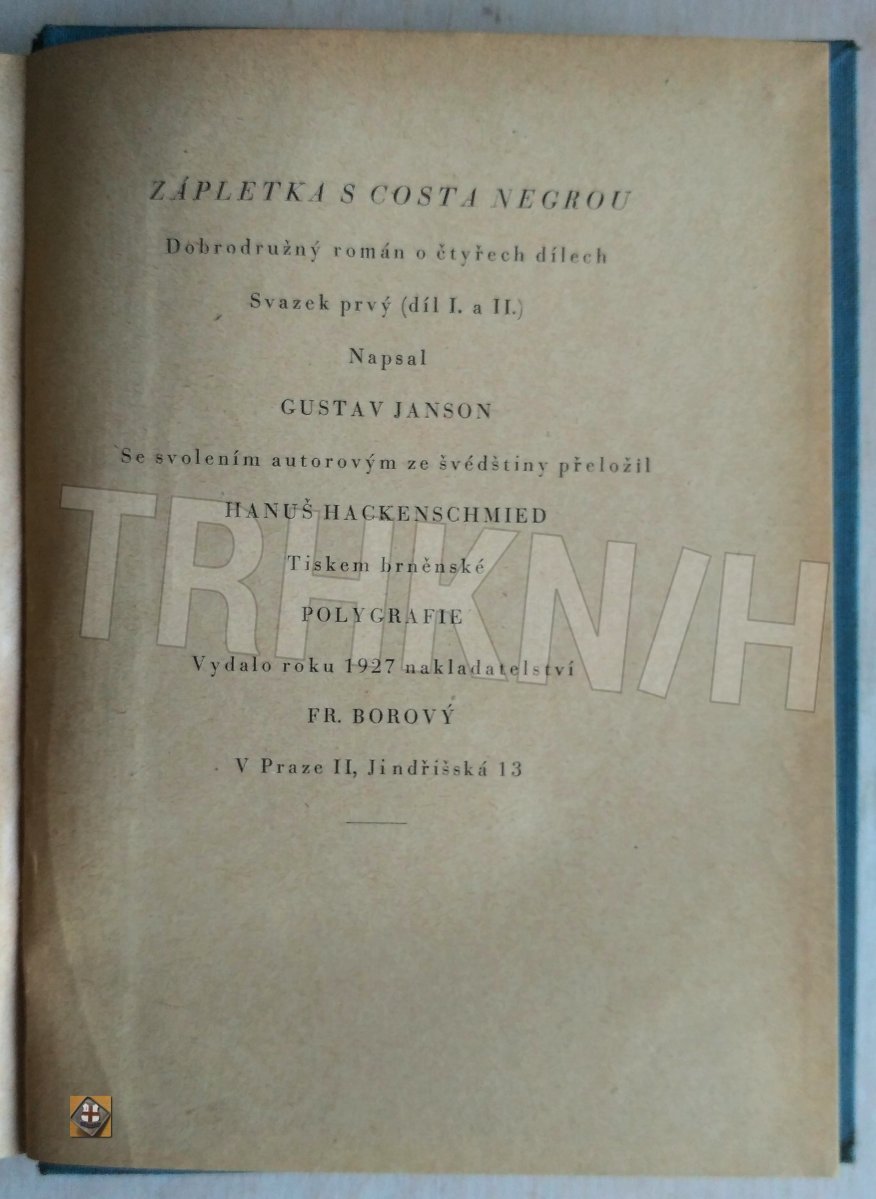 ZÁPLETKA S COSTA NEGROU
Dobrodružný román o čtyřech dílech
Svazek prvý (díl I. a II.)
Napsal
GUSTAV JANSON
Se svolením autorovým ze švédštiny přeložil
HANUŠ HACKENSCHMIED
Tiskem brněnské
POLYGRAFIE
Vydalo roku 1927 nakladatelství
FR. BOROVÝ
V Praze II, Jindřišská 13
TRHKN/H